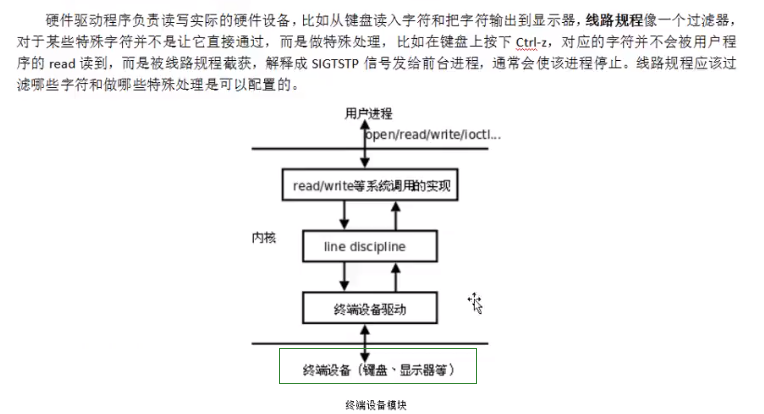 硬件驱动程序负责读写实际的硬件设备，比如从键盘读入字符和把字符输出到显示器，线路规程像一个过滤器，
对于某些特殊字符并不是让它直接通过，而是做特殊处理，比如在键盘上按下 Ctrl-z，对应的字符并不会被用户程
序的 read 读到，而是被线路规程截获，解释成 SIGTSTP 信号发给前台进程，通常会使该进程停止。线路规程应该过
滤哪些字符和做哪些特殊处理是可以配置的。
用户进程
open/read/write/ioctl...
read/write等系统调用的实现
内核
line discipline
终端设备驱动
终端设备（键盘、显示器等）
终端设备模块